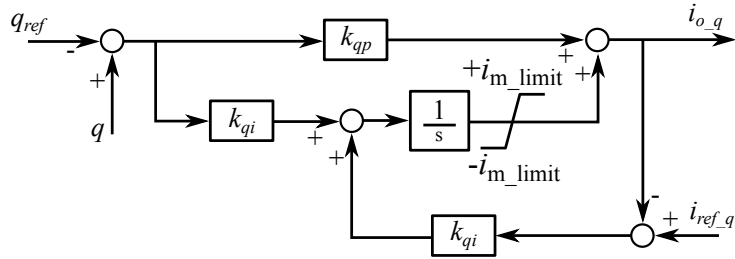 q_ref
i_o_q
-
k_qp
+
+
+
+i_m_limit
q
k_qi
+
+
1/s
-i_m_limit
-
+
i_ref_q
k_qi